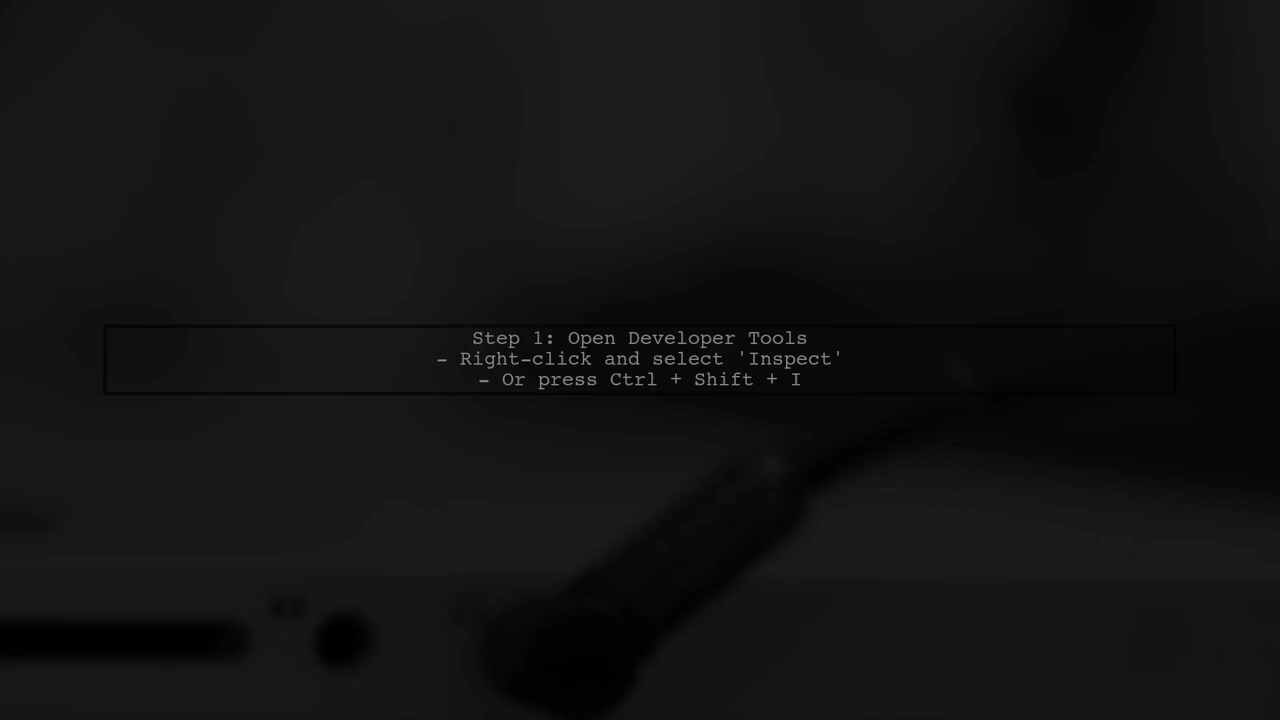 Step 1: Open Developer Tools
- Right-click and select 'Inspect'
- Or press Ctrl + Shift + I